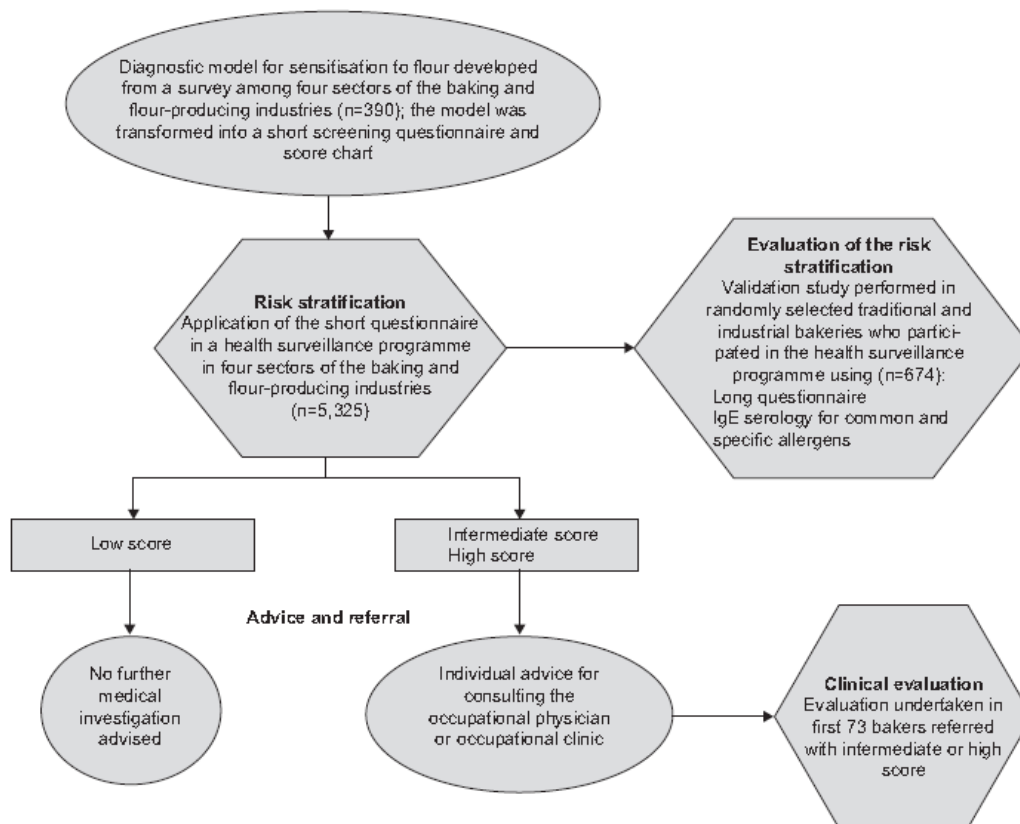 Diagnostic model for sensitisation to flour developed
from a survey among four sectors of the baking and
flour-producing industries (n=390); the model was
transformed into a short screening questionnaire and
score chart
Risk stratification
Application of the short questionnaire
in a health surveillance programme
in four sectors of the baking and
flour-producing industries
(n=5,325)
Evaluation of the risk
stratification
Validation study performed in
randomly selected traditional and
industrial bakeries who partici-
pated in the health surveillance
programme using (n=674):
Long questionnaire
IgE serology for common and
specific allergens
Low score
Intermediate score
High score
Advice and referral
No further
medical
investigation
advised
Individual advice for
consulting the
occupational physician
or occupational clinic
Clinical evaluation
Evaluation undertaken in
first 73 bakers referred
with intermediate or high
score